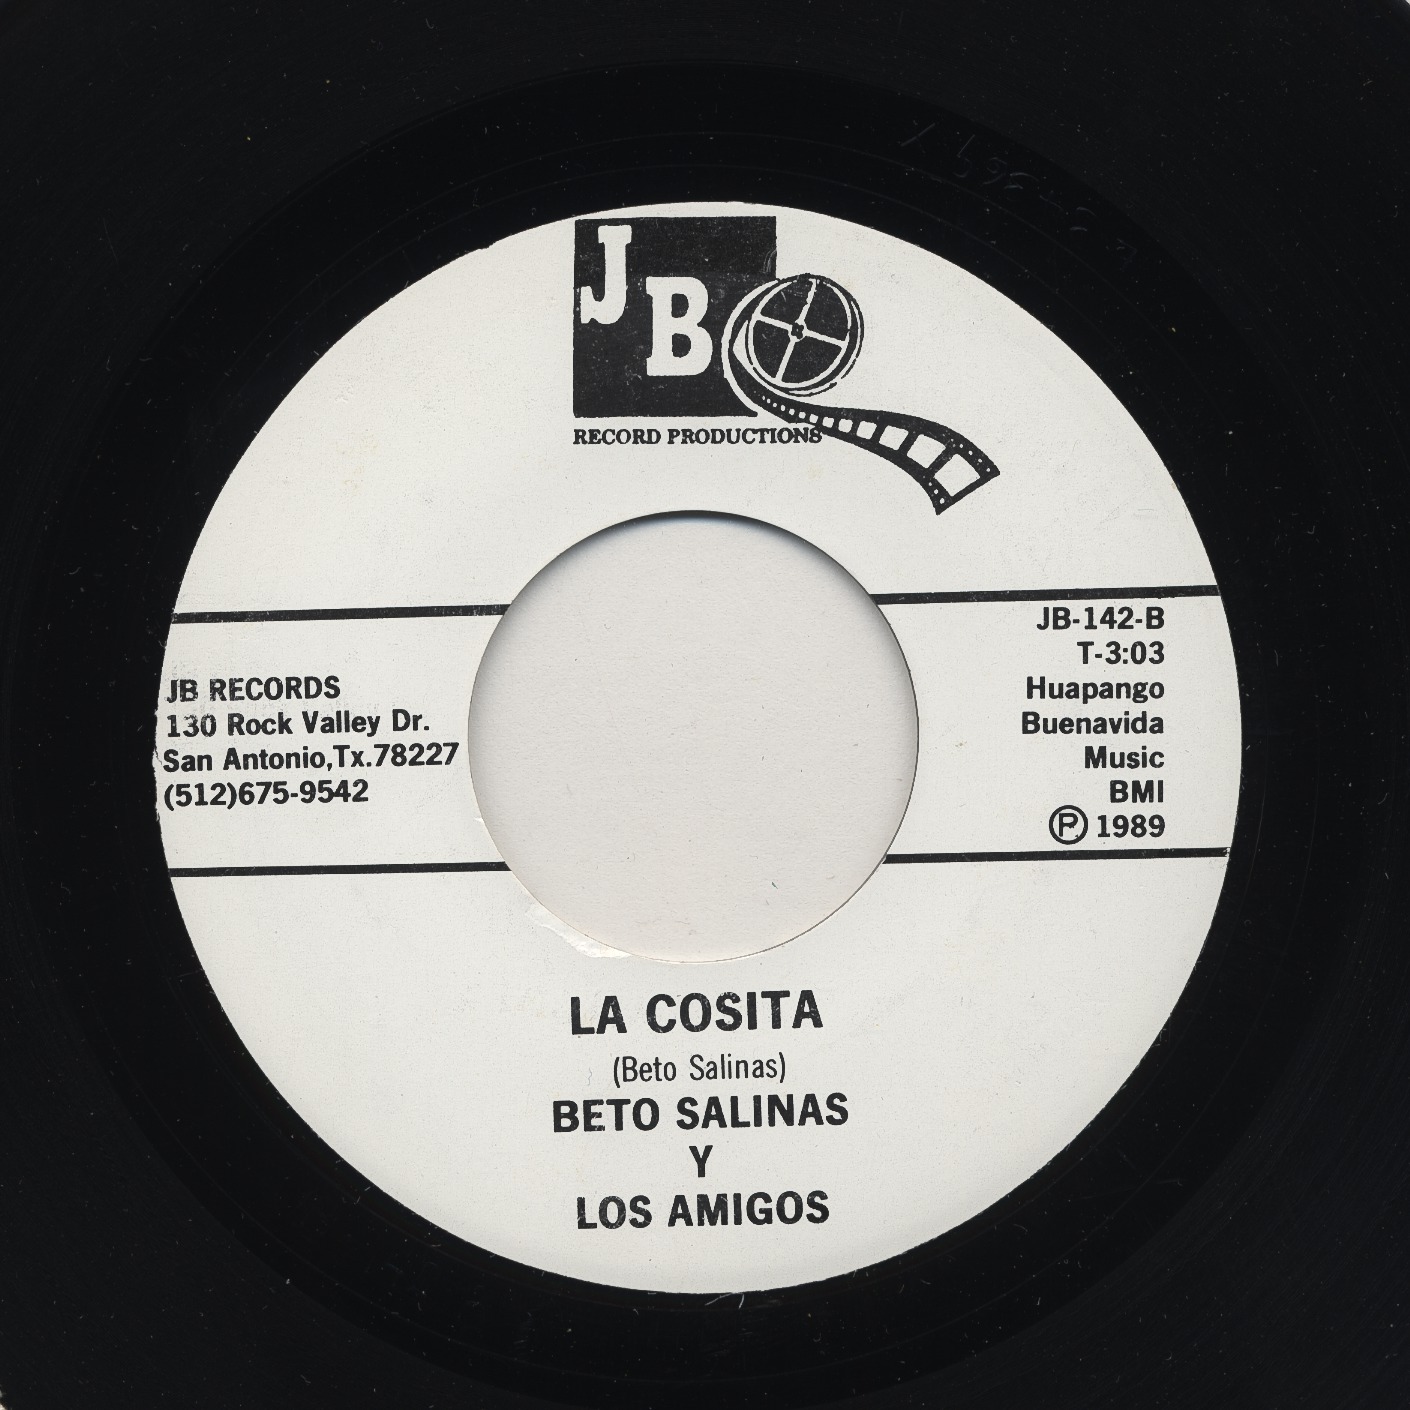 JB
RECORD PRODUCTIONS
JB RECORDS
130 Rock Valley Dr.
San Antonio,Tx.78227
(512)675-9542
JB-142-B
T-3:03
Huapango
Buenavida
Music
BMI
Ⓟ 1989
LA COSITA
(Beto Salinas)
BETO SALINAS
Y
LOS AMIGOS